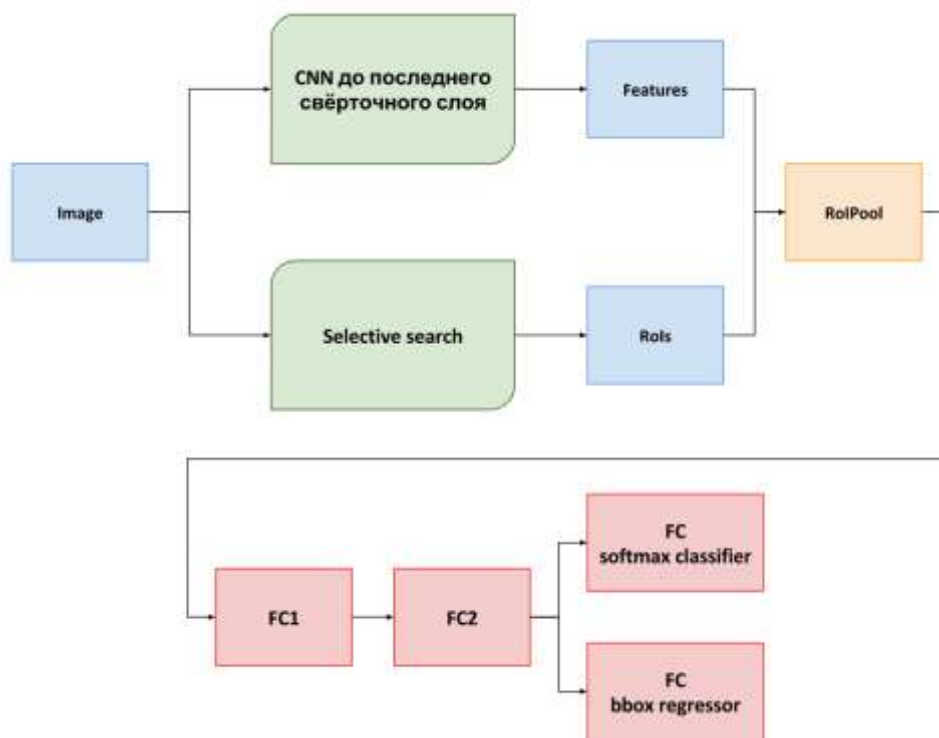 CNN до последнего
свёрточного слоя
Features
Image
RoIPool
Selective search
RoIs
FC
softmax classifier
FC1
FC2
FC
bbox regressor